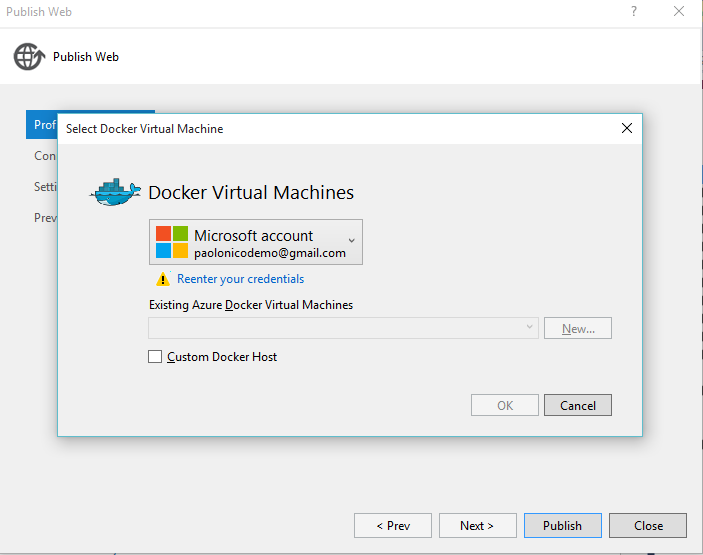 Publish Web
?
Publish Web
Prof
Con
Setti
Prev
Select Docker Virtual Machine
Docker Virtual Machines
Microsoft account
paolonicodemo@gmail.com
Reenter your credentials
Existing Azure Docker Virtual Machines
New...
Custom Docker Host
OK
Cancel
< Prev
Next >
Publish
Close